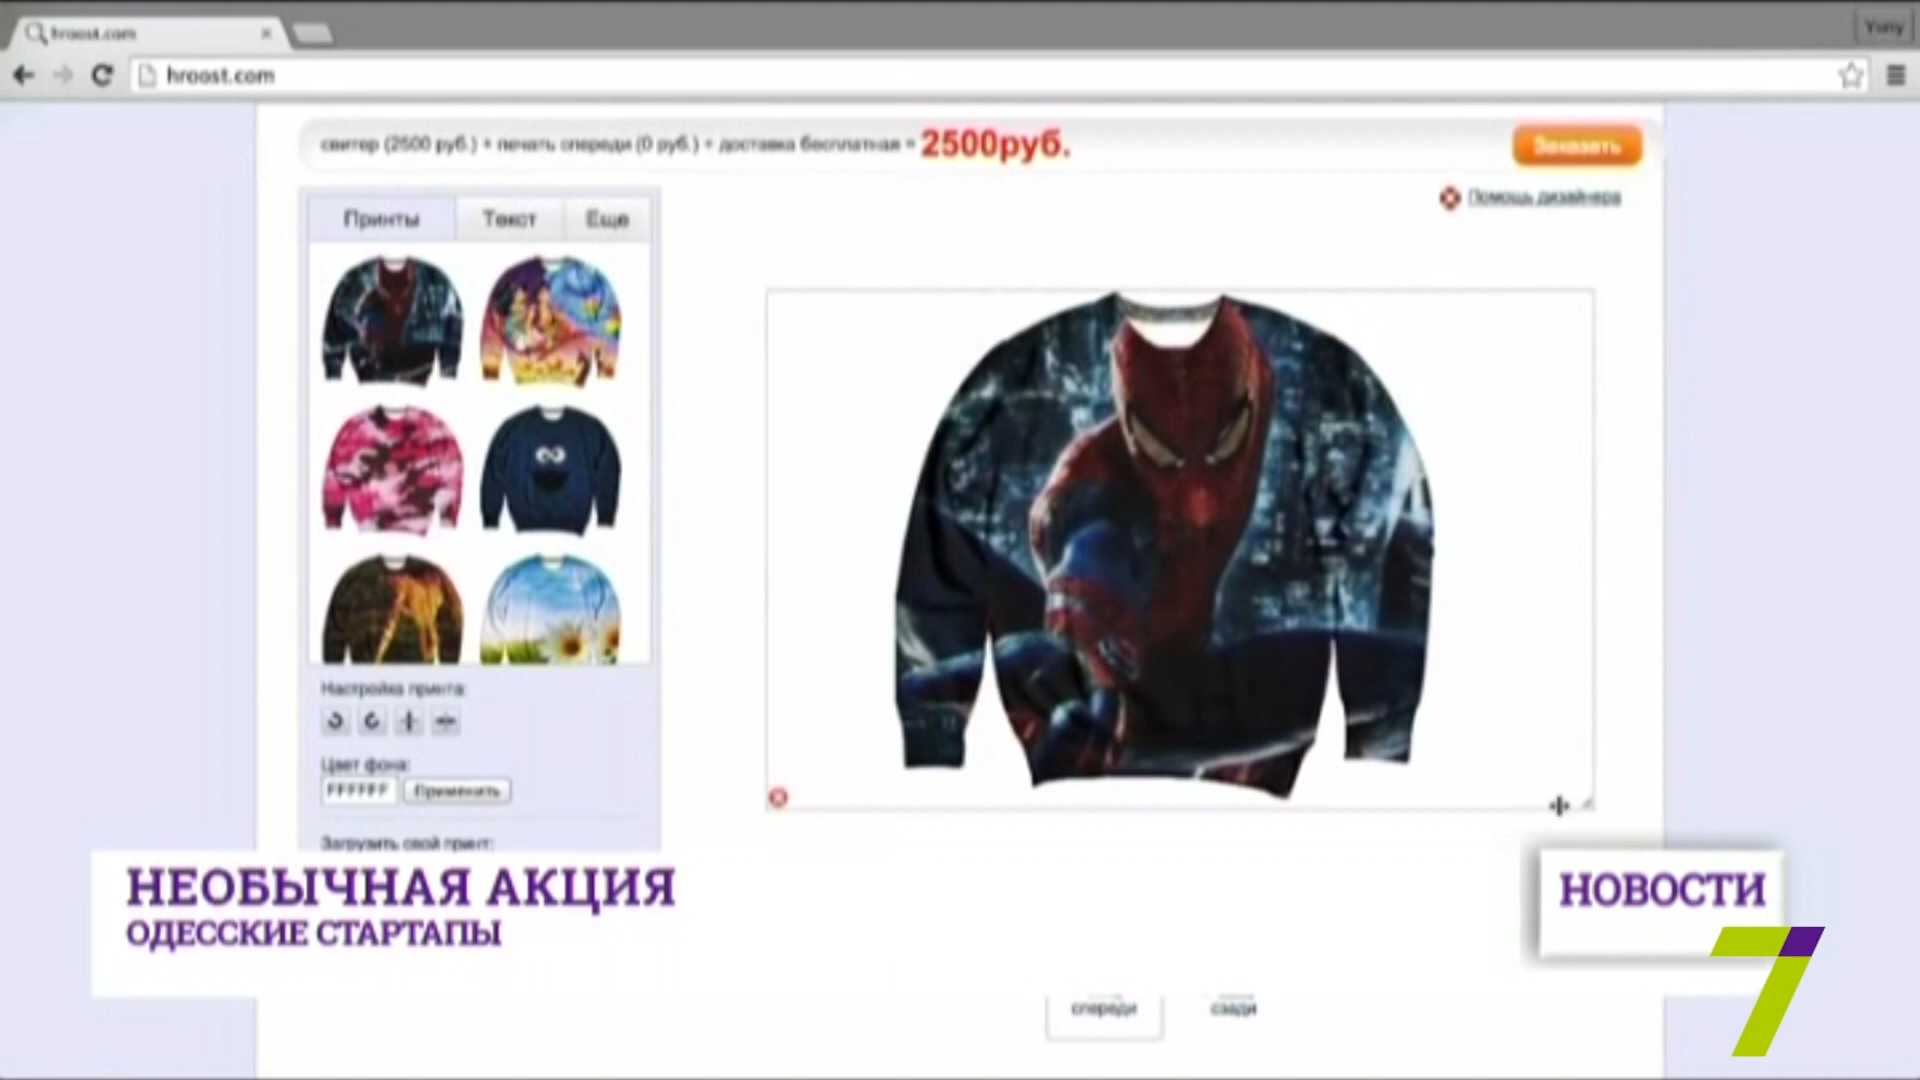 hroost.com
Yuriy
hroost.com
свитер (2500 руб.) + печать спереди (0 руб.) + доставка бесплатная = 2500руб.
Заказать
Помощь дизайнера
Принты Текст Еще
Настройка принта:
Цвет фона:
FFFFFF Применить
Загрузить свой принт:
НЕОБЫЧНАЯ АКЦИЯ
ОДЕССКИЕ СТАРТАПЫ
НОВОСТИ
7
спереди сзади